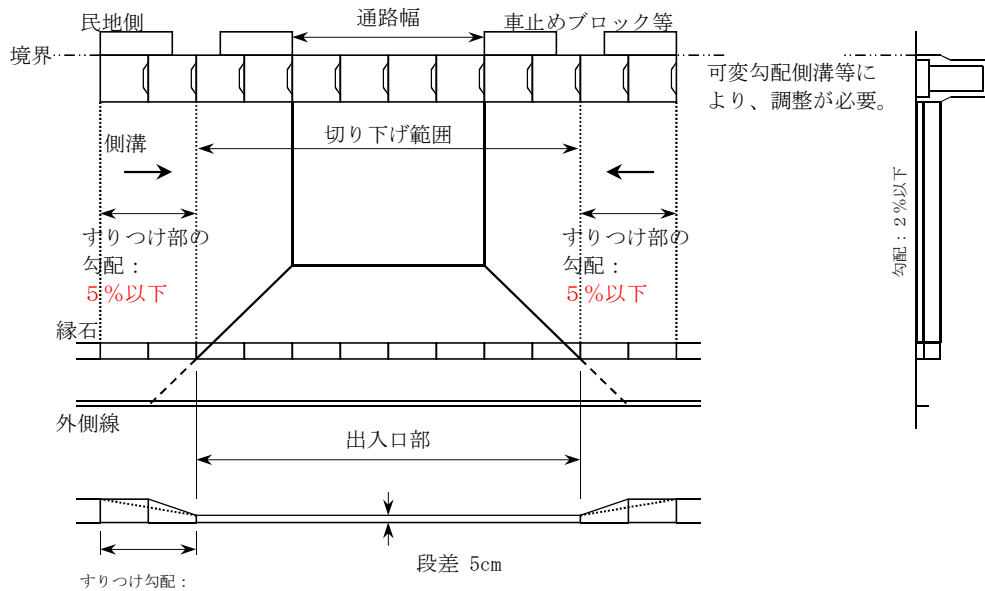 民地側
通路幅
車止めブロック等
境界
可変勾配側溝等に
より、調整が必要。
切り下げ範囲
側溝
すりつけ部の
勾配：
５％以下
すりつけ部の
勾配：
５％以下
勾配：２％以下
縁石
外側線
出入口部
段差 5cm
すりつけ勾配：